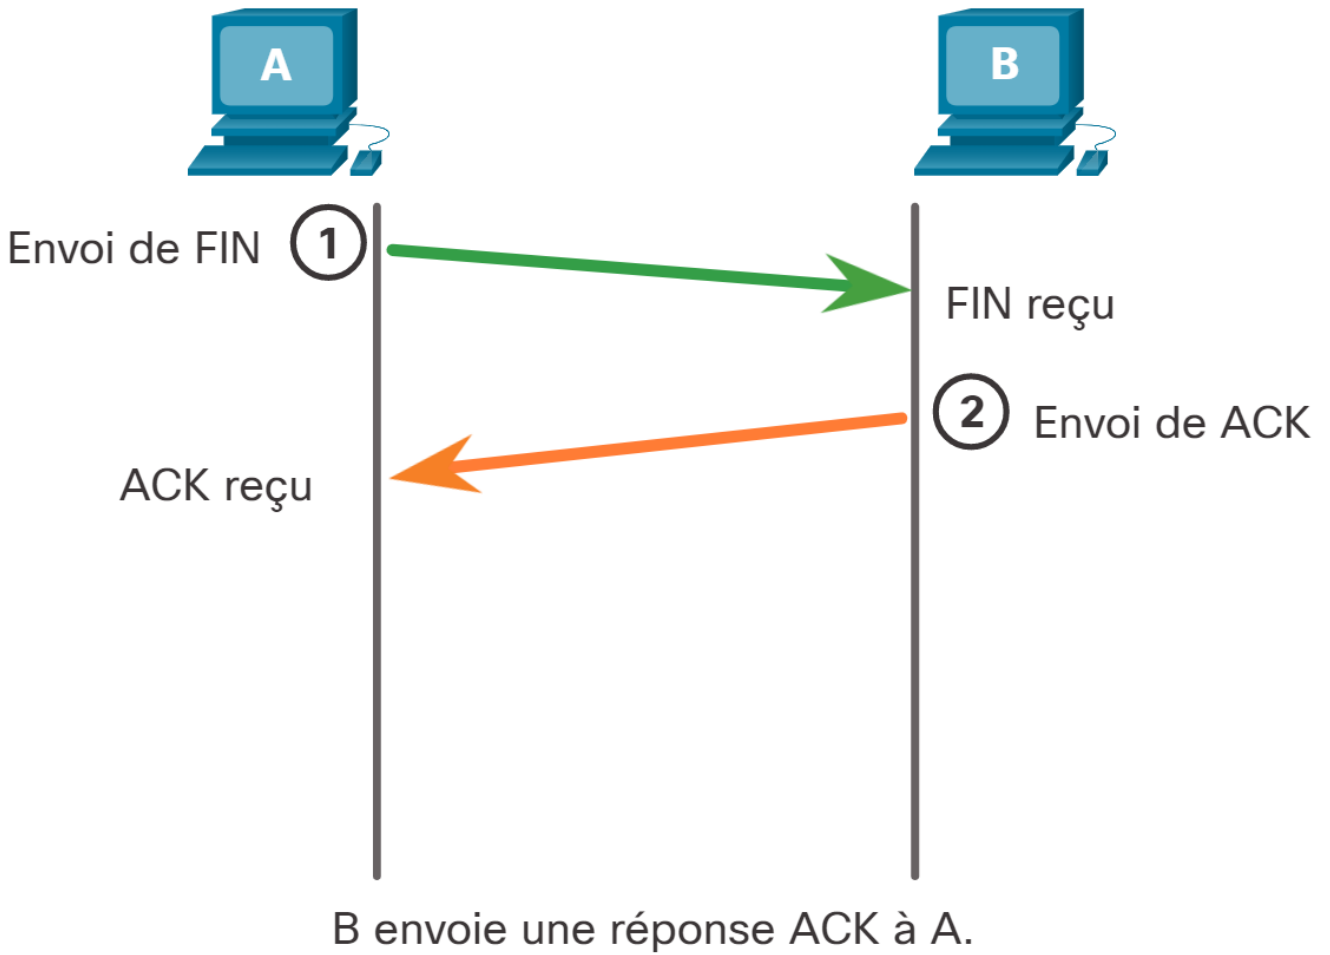 A
B
Envoi de FIN 1
FIN reçu
2 Envoi de ACK
ACK reçu
B envoie une réponse ACK à A.